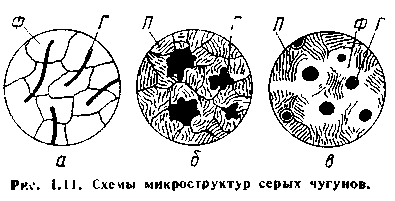 Ф Г П Г П Ф Г
а б в
Рис. 1.11. Схемы микроструктур серых чугунов.